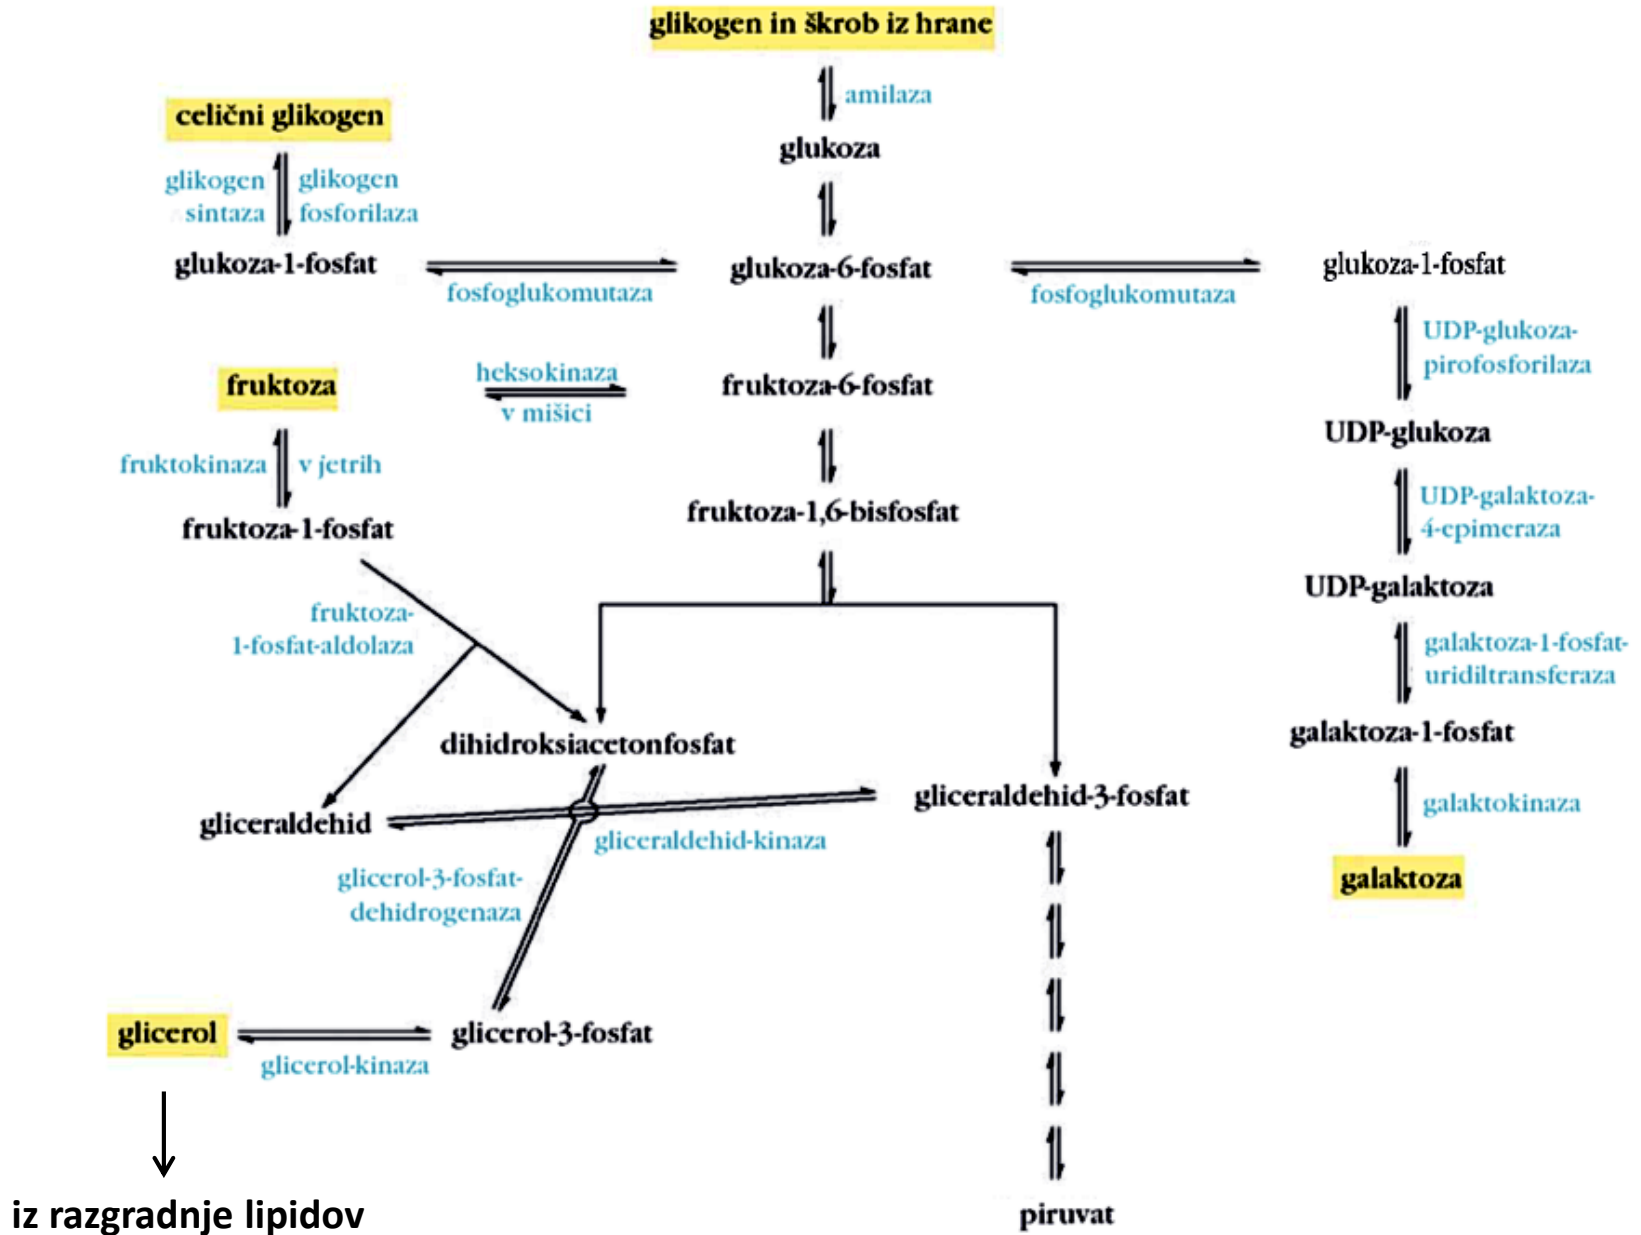 glikogen in škrob iz hrane
amilaza
celični glikogen
glukoza
glikogen
sintaza
glikogen
fosforilaza
glukoza-1-fosfat
fosfoglukomutaza
glukoza-6-fosfat
fosfoglukomutaza
glukoza-1-fosfat
UDP-glukoza-
pirofosforilaza
fruktoza
heksokinaza
v mišici
fruktoza-6-fosfat
UDP-glukoza
fruktokinaza
v jetrih
UDP-galaktoza-
4-epimeraza
fruktoza-1-fosfat
fruktoza-1,6-bisfosfat
UDP-galaktoza
fruktoza-
1-fosfat-aldolaza
galaktoza-1-fosfat-
uridiltransferaza
dihidroksiacetonfosfat
galaktoza-1-fosfat
gliceraldehid
gliceraldehid-kinaza
gliceraldehid-3-fosfat
galaktokinaza
glicerol-3-fosfat-
dehidrogenaza
galaktoza
glicerol
glicerol-kinaza
glicerol-3-fosfat
iz razgradnje lipidov
piruvat